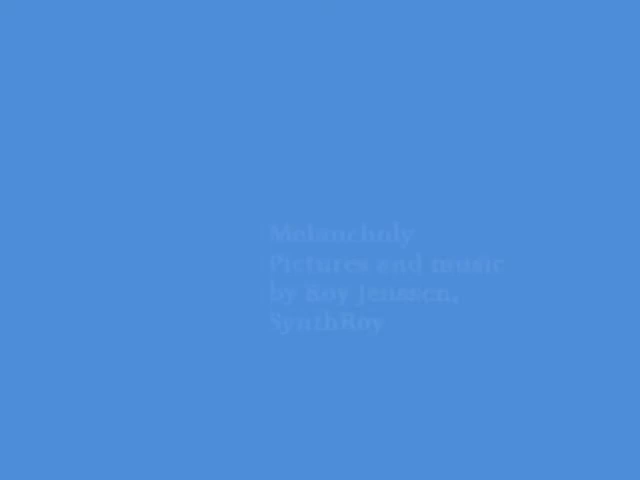 Melancholy
Pictures and music
by Roy Jenssen,
SynthRoy